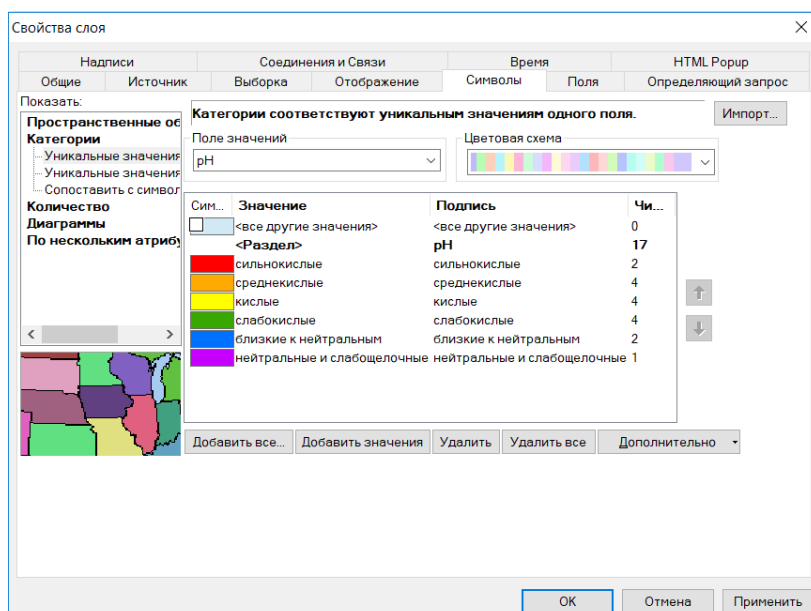 Свойства слоя
Надписи Соединения и Связи Время HTML Popup
Общие Источник Выборка Отображение Символы Поля Определяющий запрос
Показать:
Пространственные об
Категории
Уникальные значения
Уникальные значения
Сопоставить с символ
Количество
Диаграммы
По нескольким атрибу
Категории соответствуют уникальным значениям одного поля.
Импорт...
Поле значений
pH
Цветовая схема
Сим... Значение Подпись Чи...
<все другие значения> <все другие значения> 0
<Раздел> pH 17
сильнокислые сильнокислые 2
среднекислые среднекислые 4
кислые кислые 4
слабокислые слабокислые 4
близкие к нейтральным близкие к нейтральным 2
нейтральные и слабощелочные нейтральные и слабощелочные 1
Добавить все... Добавить значения Удалить Удалить все Дополнительно
OK Отмена Применить